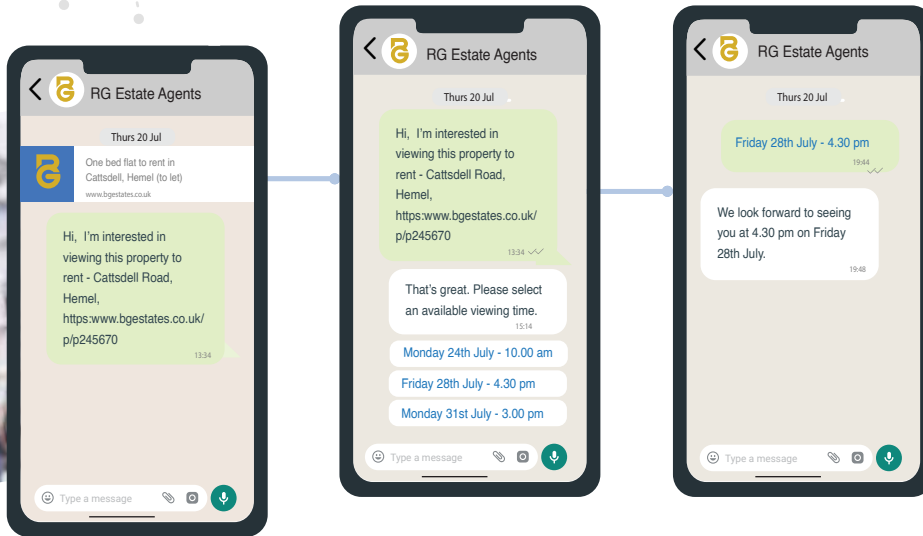 RG Estate Agents
Thurs 20 Jul
One bed flat to rent in
Cattsdell, Hemel (to let)
www.bgestates.co.uk
Hi, I'm interested in
viewing this property to
rent - Cattsdell Road,
Hemel,
https:www.bgestates.co.uk/
p/p245670
13:34
Type a message
RG Estate Agents
Thurs 20 Jul
Hi, I'm interested in
viewing this property to
rent - Cattsdell Road,
Hemel,
https:www.bgestates.co.uk/
p/p245670
13:34
That's great. Please select
an available viewing time.
15:14
Monday 24th July - 10.00 am
Friday 28th July - 4.30 pm
Monday 31st July - 3.00 pm
Type a message
RG Estate Agents
Thurs 20 Jul
Friday 28th July - 4.30 pm
19:44
We look forward to seeing
you at 4.30 pm on Friday
28th July.
19:48
Type a message